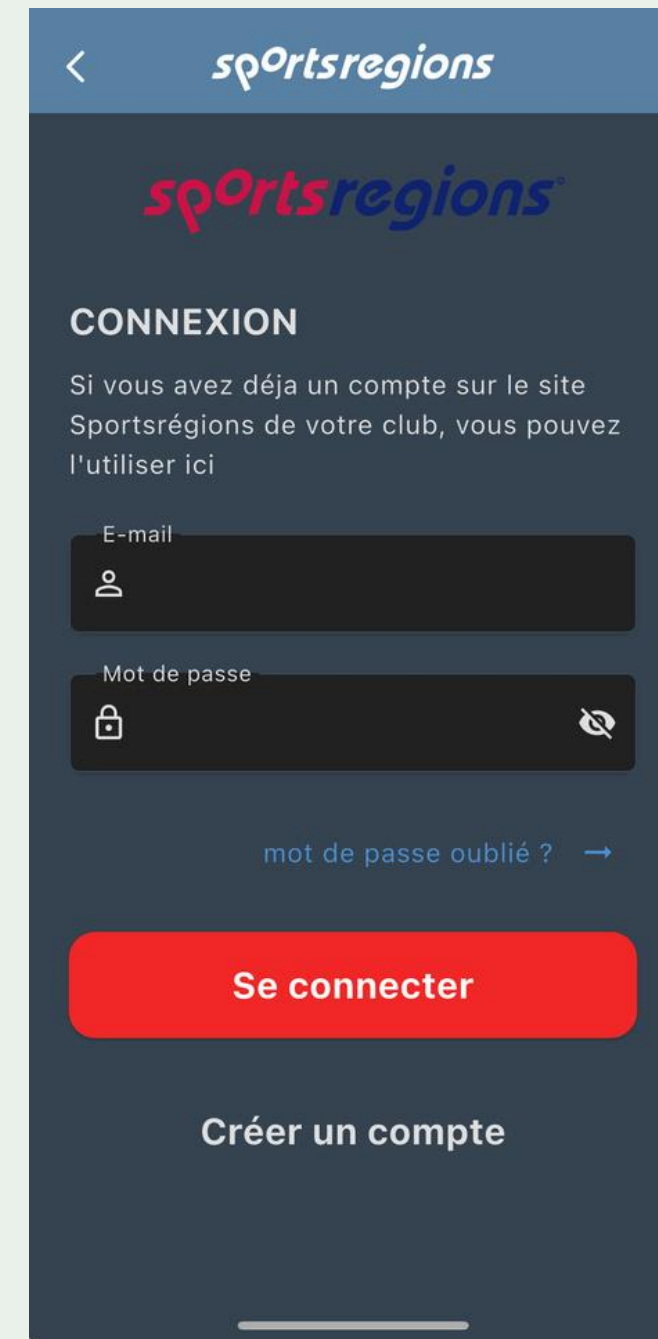 sportsregions
sportsregions
CONNEXION
Si vous avez déja un compte sur le site
Sportsrégions de votre club, vous pouvez
l'utiliser ici
E-mail
Mot de passe
mot de passe oublié ? →
Se connecter
Créer un compte